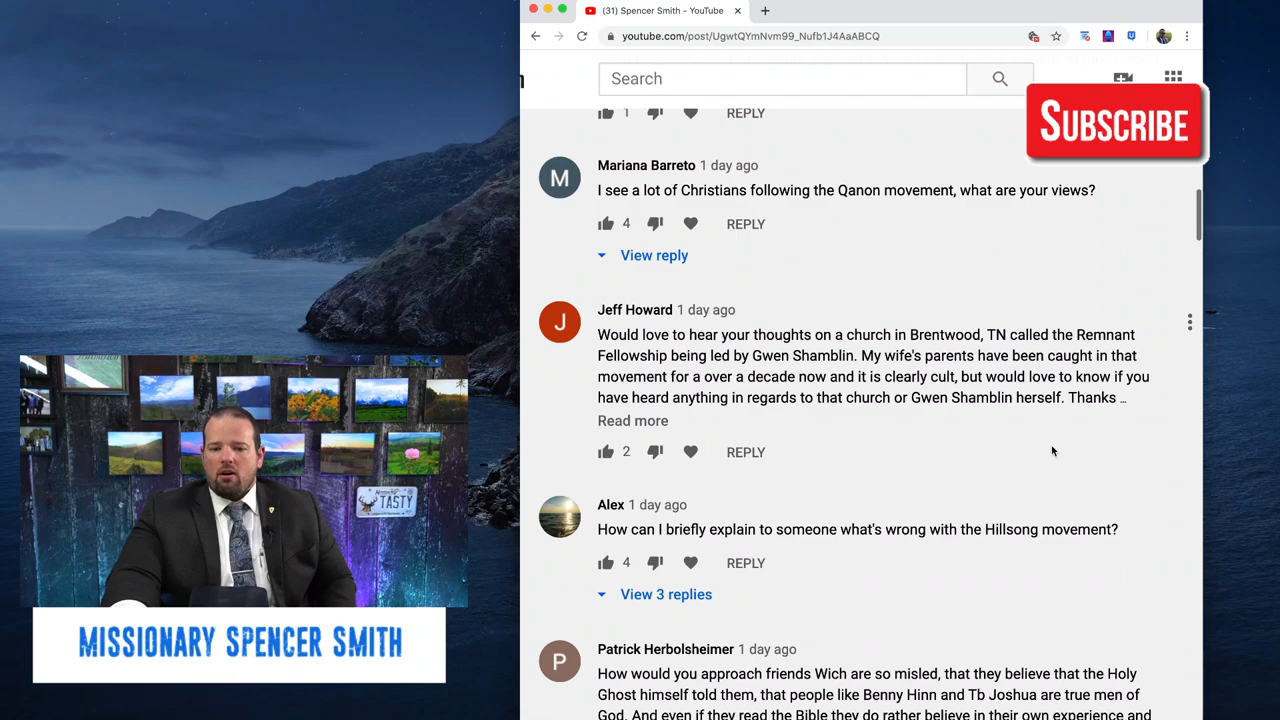 (31) Spencer Smith - YouTube
youtube.com/post/UgwtQYmNvm99_Nufb1J4AaABCQ
Search
SUBSCRIBE
1 REPLY
Mariana Barreto 1 day ago
I see a lot of Christians following the Qanon movement, what are your views?
4 REPLY
View reply
Jeff Howard 1 day ago
J
Would love to hear your thoughts on a church in Brentwood, TN called the Remnant
Fellowship being led by Gwen Shamblin. My wife's parents have been caught in that
movement for a over a decade now and it is clearly cult, but would love to know if you
have heard anything in regards to that church or Gwen Shamblin herself. Thanks ..
Read more
2 REPLY
Alex 1 day ago
How can I briefly explain to someone what's wrong with the Hillsong movement?
4 REPLY
View 3 replies
Patrick Herbolsheimer 1 day ago
P
How would you approach friends Wich are so misled, that they believe that the Holy
Ghost himself told them, that people like Benny Hinn and Tb Joshua are true men of
God. And even if they read the Bible they do rather believe in their own experience and
M
TASTY
MISSIONARY SPENCER SMITH